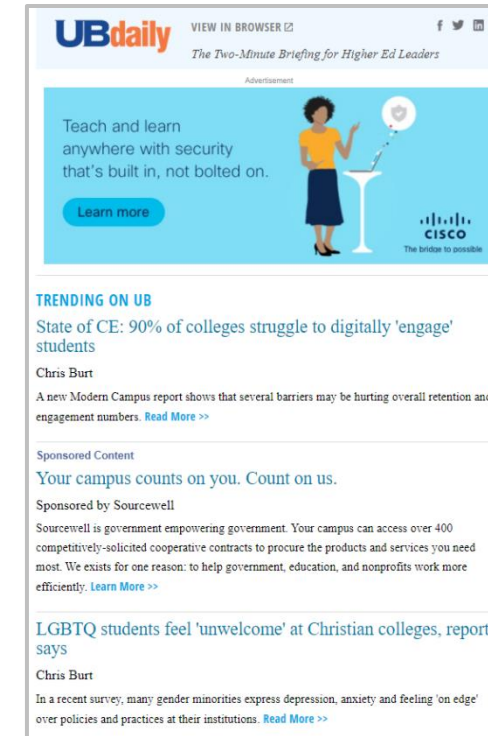 UBdaily
VIEW IN BROWSER
The Two-Minute Briefing for Higher Ed Leaders
Advertisement
Teach and learn
anywhere with security
that's built in, not bolted on.
Learn more
CISCO
The bridge to possible
TRENDING ON UB
State of CE: 90% of colleges struggle to digitally 'engage'
students
Chris Burt
A new Modern Campus report shows that several barriers may be hurting overall retention and
engagement numbers. Read More >>
Sponsored Content
Your campus counts on you. Count on us.
Sponsored by Sourcewell
Sourcewell is government empowering government. Your campus can access over 400
competitively-solicited cooperative contracts to procure the products and services you need
most. We exists for one reason: to help government, education, and nonprofits work more
efficiently. Learn More >>
LGBTQ students feel 'unwelcome' at Christian colleges, report
says
Chris Burt
In a recent survey, many gender minorities express depression, anxiety and feeling 'on edge'
over policies and practices at their institutions. Read More >>